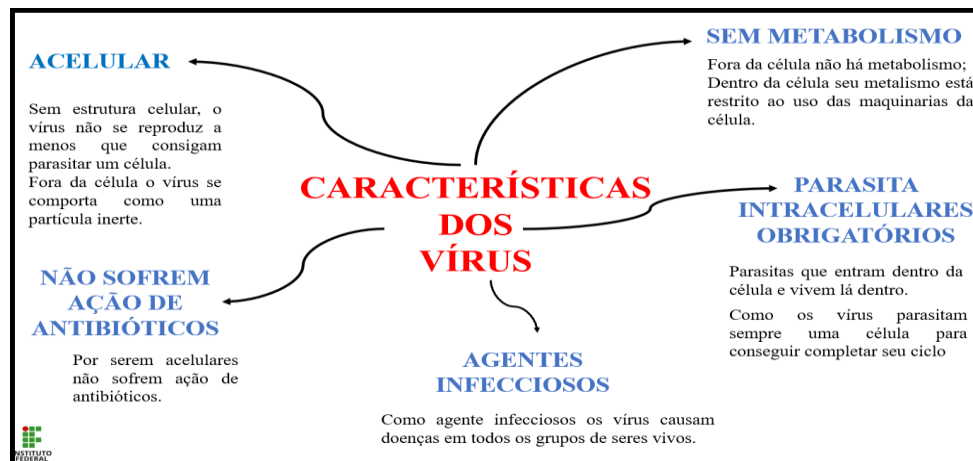 ACELULAR
Sem estrutura celular, o
vírus não se reproduz a
menos que consigam
parasitar um célula.
Fora da célula o vírus se
comporta como uma
partícula inerte.
SEM METABOLISMO
Fora da célula não há metabolismo;
Dentro da célula seu metalismo está
restrito ao uso das maquinarias da
célula.
CARACTERÍSTICAS
DOS
VÍRUS
PARASITA
INTRACELULARES
OBRIGATÓRIOS
Parasitas que entram dentro da
célula e vivem lá dentro.
Como os vírus parasitam
sempre uma célula para
conseguir completar seu ciclo
NÃO SOFREM
AÇÃO DE
ANTIBIÓTICOS
Por serem acelulares
não sofrem ação de
antibióticos.
AGENTES
INFECCIOSOS
Como agente infecciosos os vírus causam
doenças em todos os grupos de seres vivos.
NSTITUTO
FEDERAL